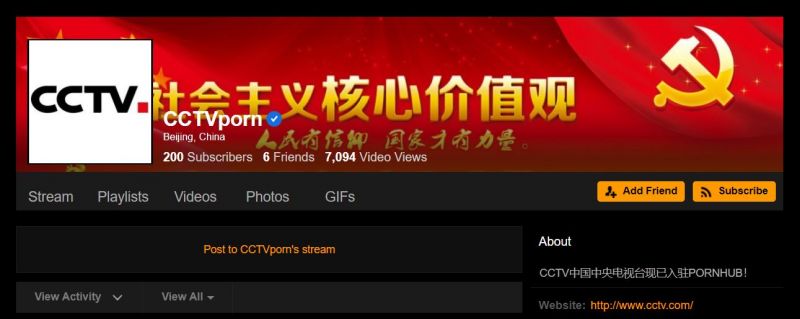 社会主义核心价值观
CCTV.
CCTVporn
人民有信仰 国家才有力量。
Beijing, China
200 Subscribers 6 Friends 7,094 Video Views
Stream Playlists Videos Photos GIFs
Add Friend Subscribe
Post to CCTVporn's stream
View Activity View All
About
CCTV中国中央电视台现已入驻PORNHUB!
Website: http://www.cctv.com/